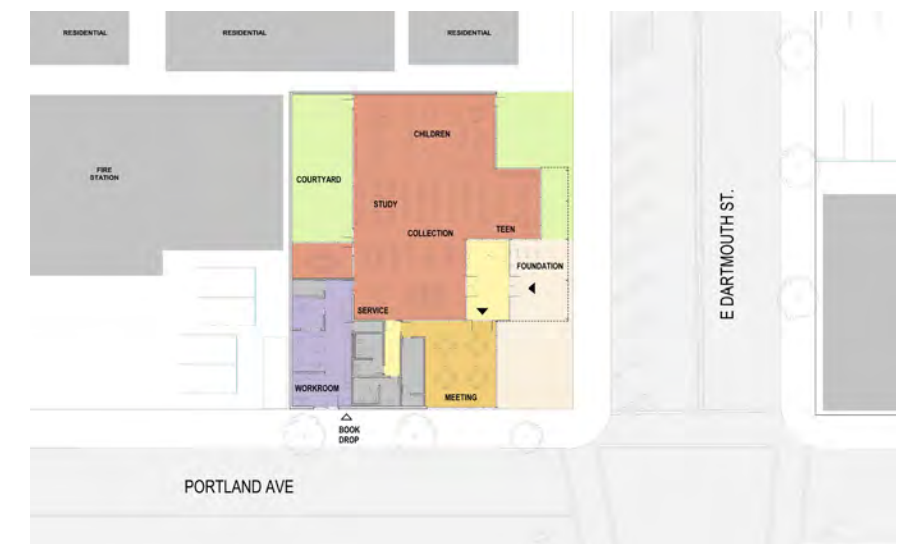 RESIDENTIAL
RESIDENTIAL
RESIDENTIAL
CHILDREN
FIRE
STATION
COURTYARD
STUDY
COLLECTION
TEEN
FOUNDATION
E DARTMOUTH ST.
SERVICE
WORKROOM
MEETING
BOOK
DROP
PORTLAND AVE